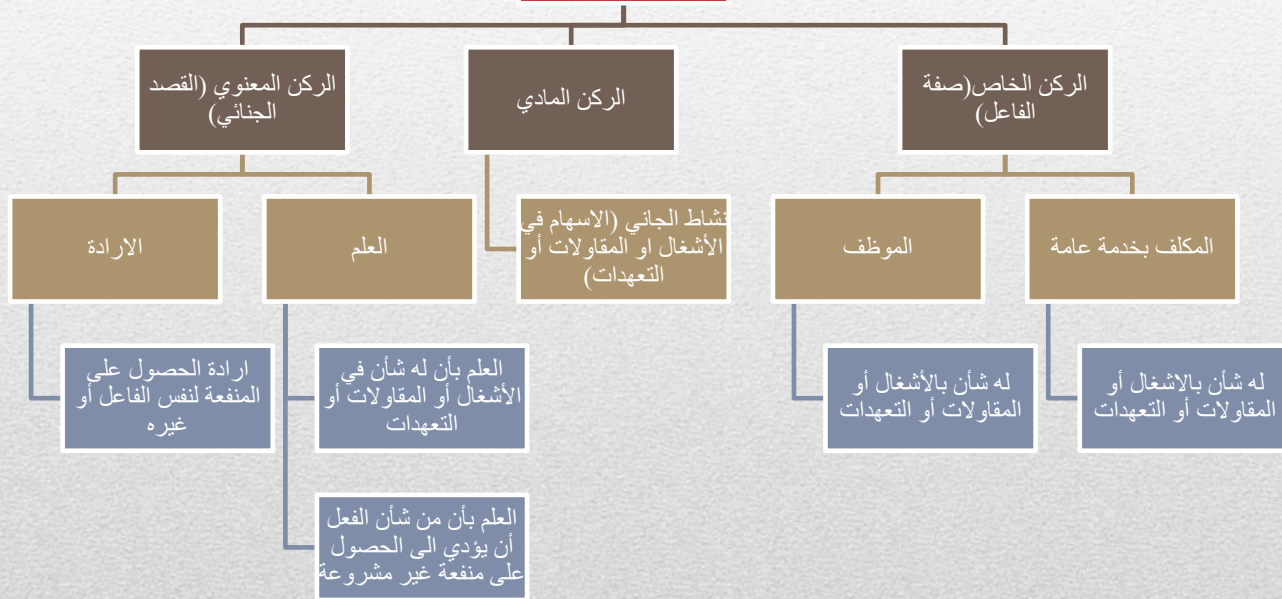 الركن الخاص(صفة
الفاعل)
الركن المادي
الركن المعنوي (القصد
الجنائي)
المكلف بخدمة عامة
الموظف
نشاط الجاني (الاسهام في
الأشغال او المقاولات أو
التعهدات)
العلم
الارادة
له شأن بالاشغال أو
المقاولات أو التعهدات
له شأن بالأشغال أو
المقاولات أو التعهدات
العلم بأن له شأن في
الأشغال أو المقاولات أو
التعهدات
ارادة الحصول على
المنفعة لنفس الفاعل أو
غيره
العلم بأن من شأن الفعل
أن يؤدي الى الحصول
على منفعة غير مشروعة